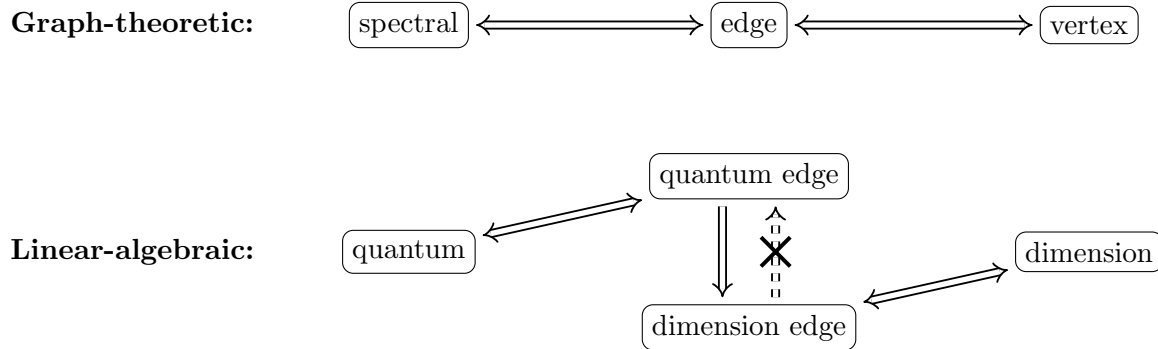 Graph-theoretic: spectral edge vertex
quantum edge
Linear-algebraic: quantum dimension
dimension edge